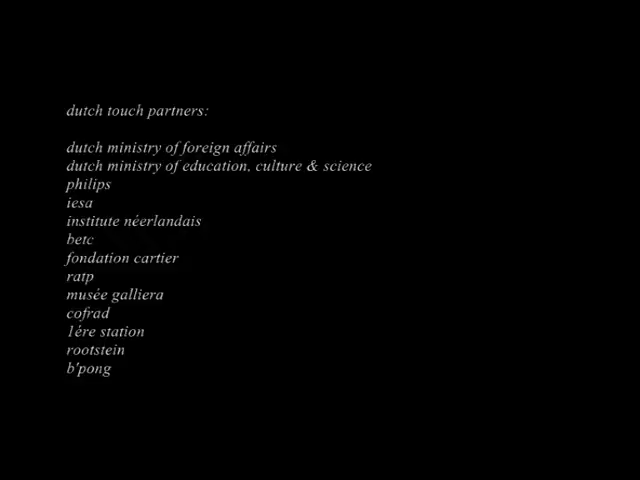 dutch touch partners:
dutch ministry of foreign affairs
dutch ministry of education, culture & science
philips
iesa
institute néerlandais
betc
fondation cartier
ratp
musée galliera
cofrad
1ére station
rootstein
b'pong